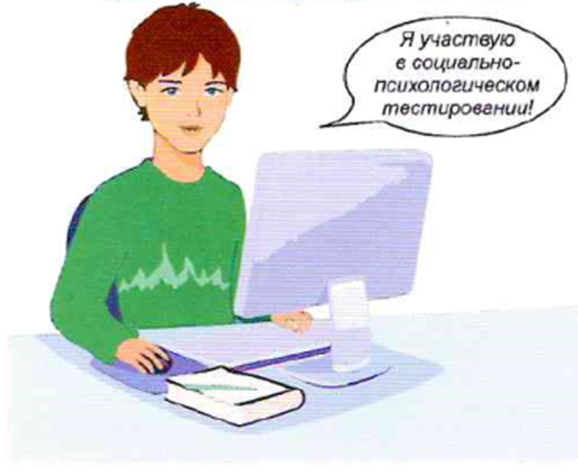 Я участвую
в социально-
психологическом
тестировании!